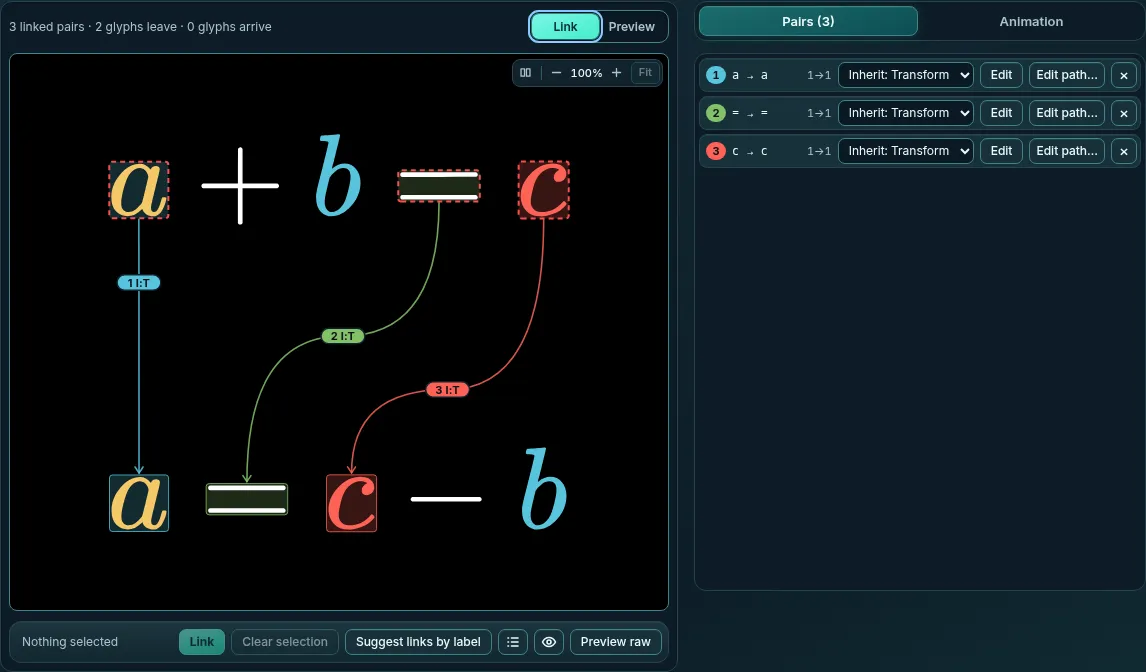 3 linked pairs · 2 glyphs leave · 0 glyphs arrive
Link Preview
− 100% + Fit
a + b = c
1 I:T
2 I:T
3 I:T
a = c − b
Nothing selected Link Clear selection Suggest links by label Preview raw
Pairs (3) Animation
1 a → a 1→1 Inherit: Transform Edit Edit path... ×
2 = → = 1→1 Inherit: Transform Edit Edit path... ×
3 c → c 1→1 Inherit: Transform Edit Edit path... ×